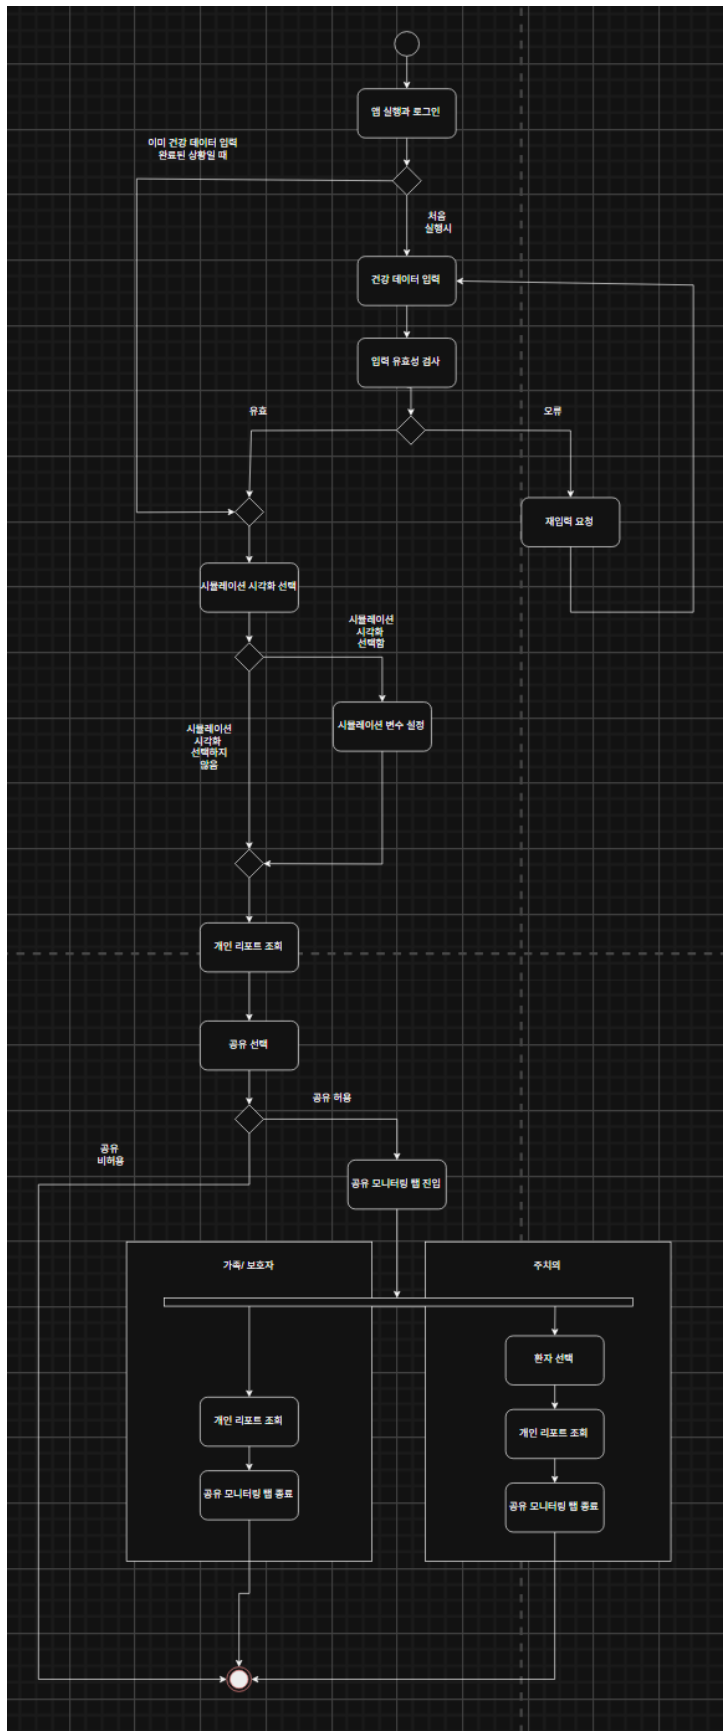 앱 실행과 로그인
이미 건강 데이터 입력
완료된 상황일 때
처음
실행시
건강 데이터 입력
입력 유효성 검사
유효
오류
재입력 요청
시뮬레이션 시각화 선택
시뮬레이션
시각화
선택함
시뮬레이션 변수 설정
시뮬레이션
시각화
선택하지
않음
개인 리포트 조회
공유 선택
공유 허용
공유
비허용
공유 모니터링 탭 진입
가족/ 보호자
주치의
환자 선택
개인 리포트 조회
개인 리포트 조회
공유 모니터링 탭 종료
공유 모니터링 탭 종료